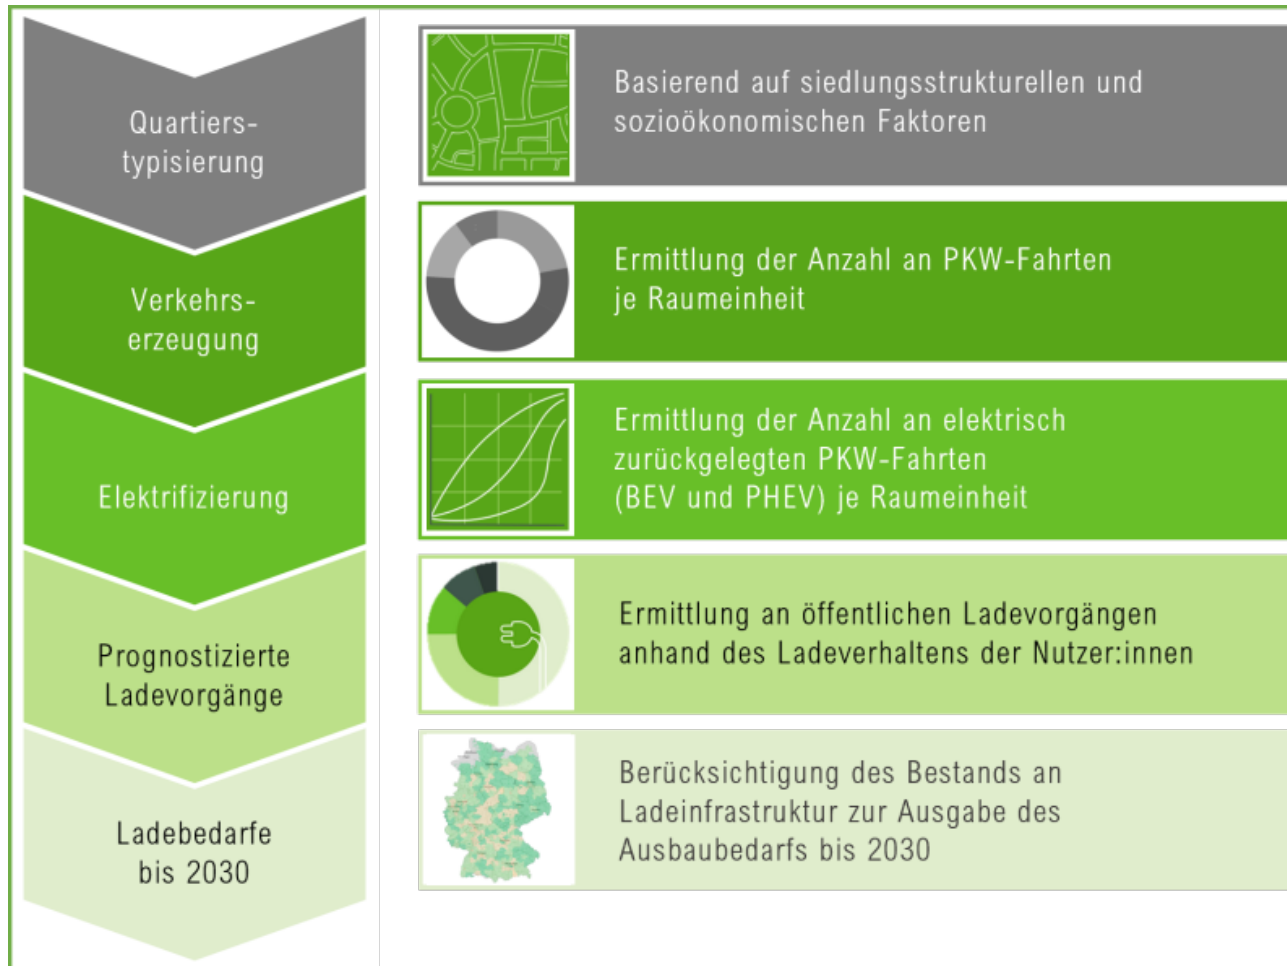 Quartiers-
typisierung
Basierend auf siedlungsstrukturellen und
sozioökonomischen Faktoren
Verkehrs-
erzeugung
Ermittlung der Anzahl an PKW-Fahrten
je Raumeinheit
Elektrifizierung
Ermittlung der Anzahl an elektrisch
zurückgelegten PKW-Fahrten
(BEV und PHEV) je Raumeinheit
Prognostizierte
Ladevorgänge
Ermittlung an öffentlichen Ladevorgängen
anhand des Ladeverhaltens der Nutzer:innen
Ladebedarfe
bis 2030
Berücksichtigung des Bestands an
Ladeinfrastruktur zur Ausgabe des
Ausbaubedarfs bis 2030